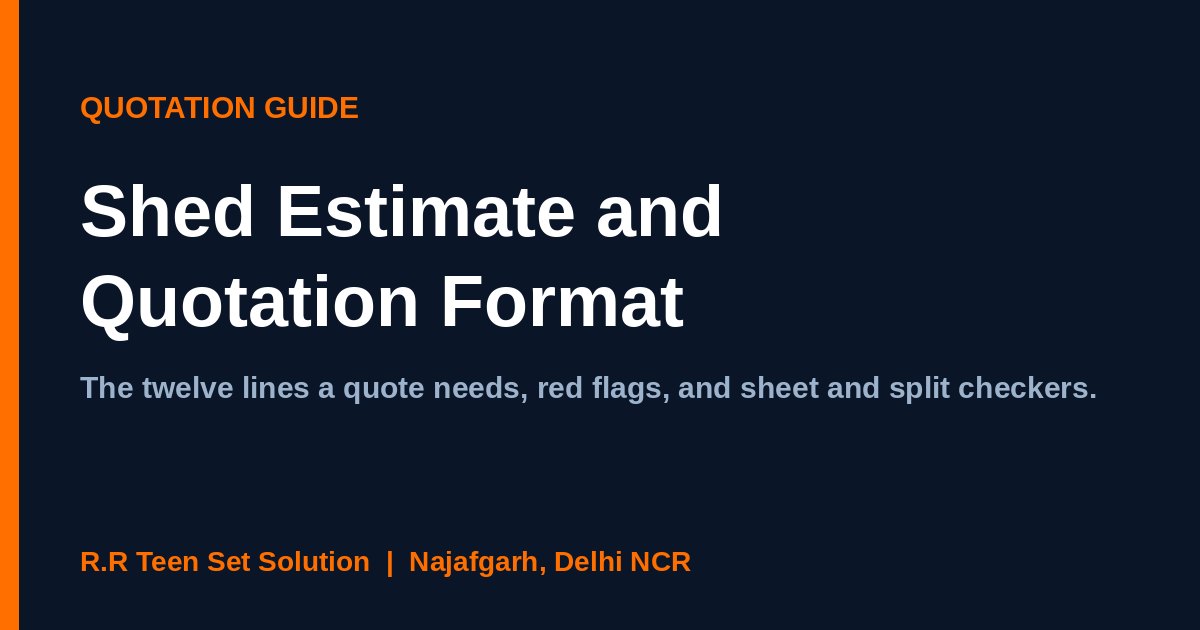 QUOTATION GUIDE
Shed Estimate and
Quotation Format
The twelve lines a quote needs, red flags, and sheet and split checkers.
R.R Teen Set Solution | Najafgarh, Delhi NCR